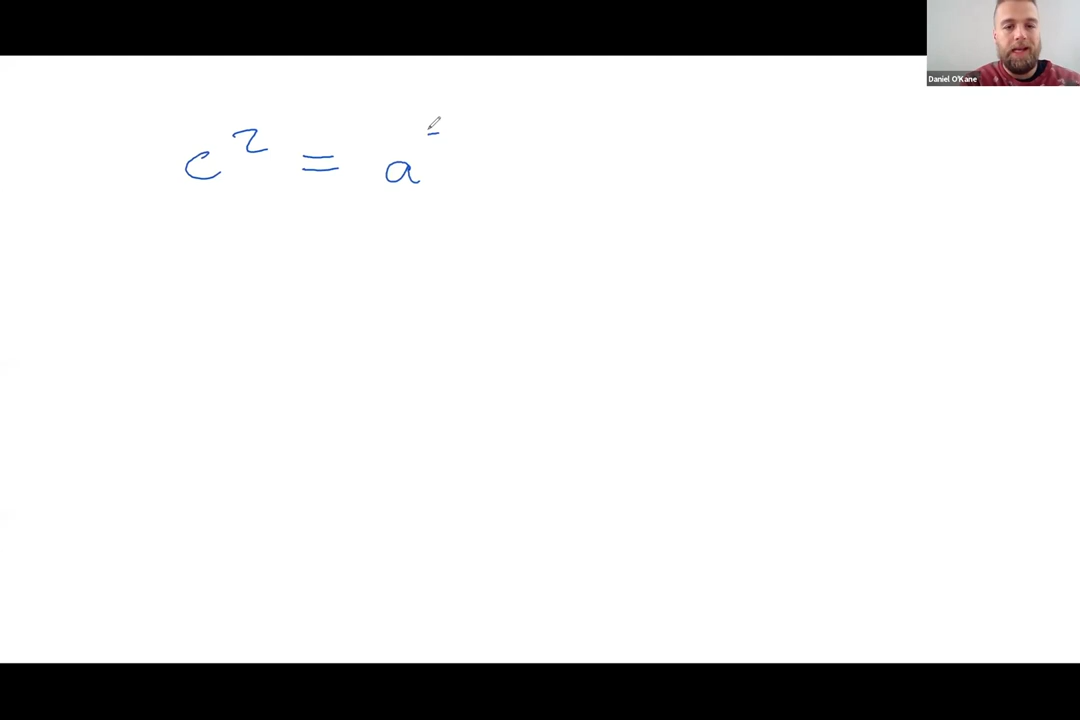 Daniel O'Kane
c² = a